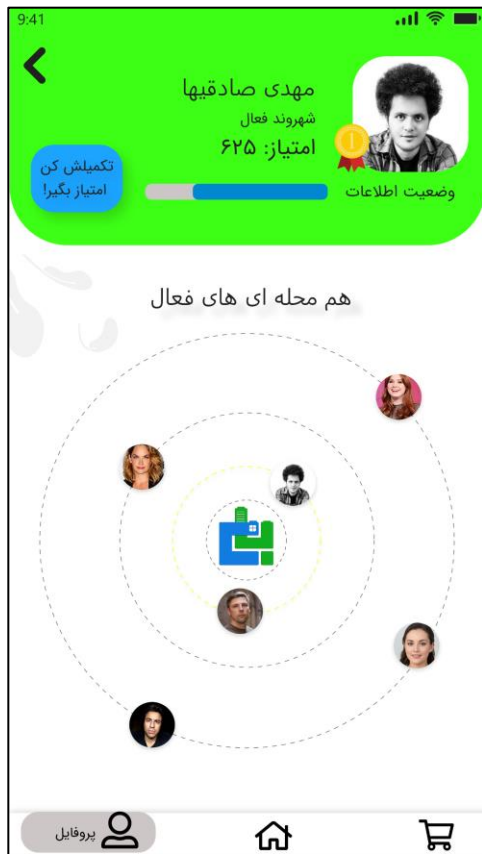 9:41
مهدی صادقیها
شهروند فعال
امتیاز: ۶۲۵
1
وضعیت اطلاعات
تکمیلش کن
امتیاز بگیر!
هم محله ای های فعال
پروفایل